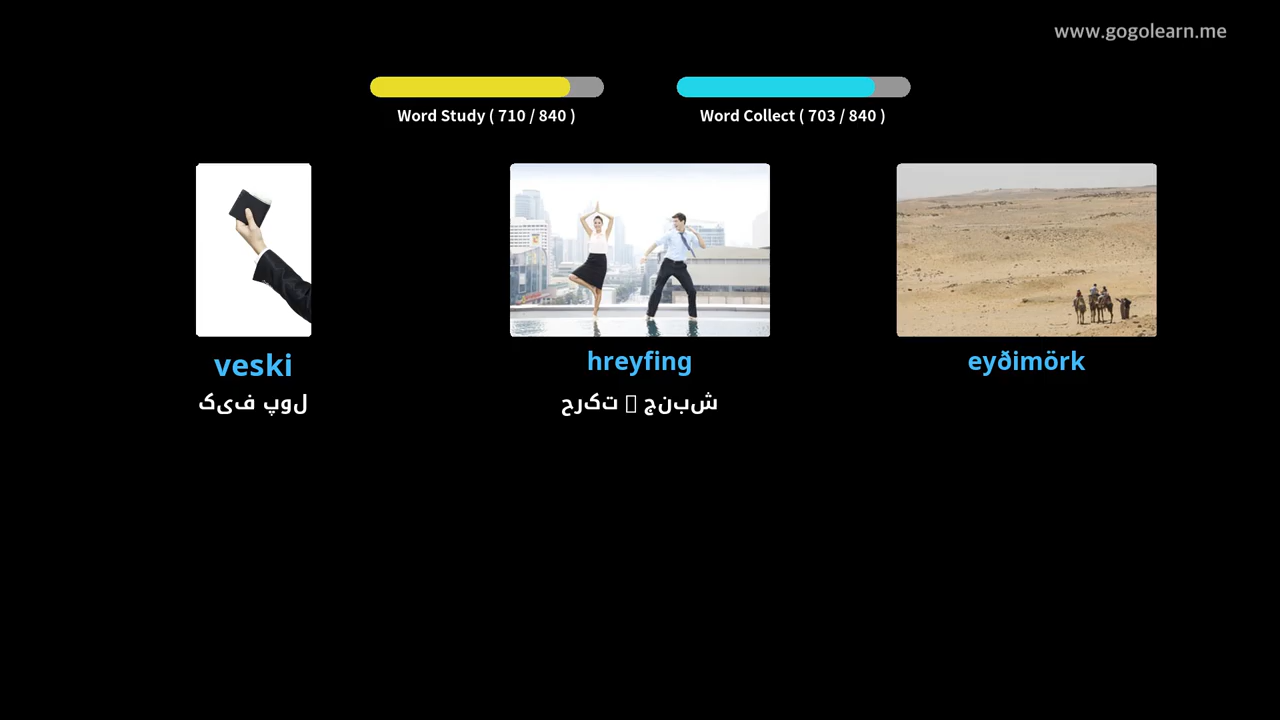 www.gogolearn.me
Word Study ( 710 / 840 )
Word Collect ( 703 / 840 )
veski
hreyfing
eyðimörk
کیف پول
حرکت ▯ جنبش